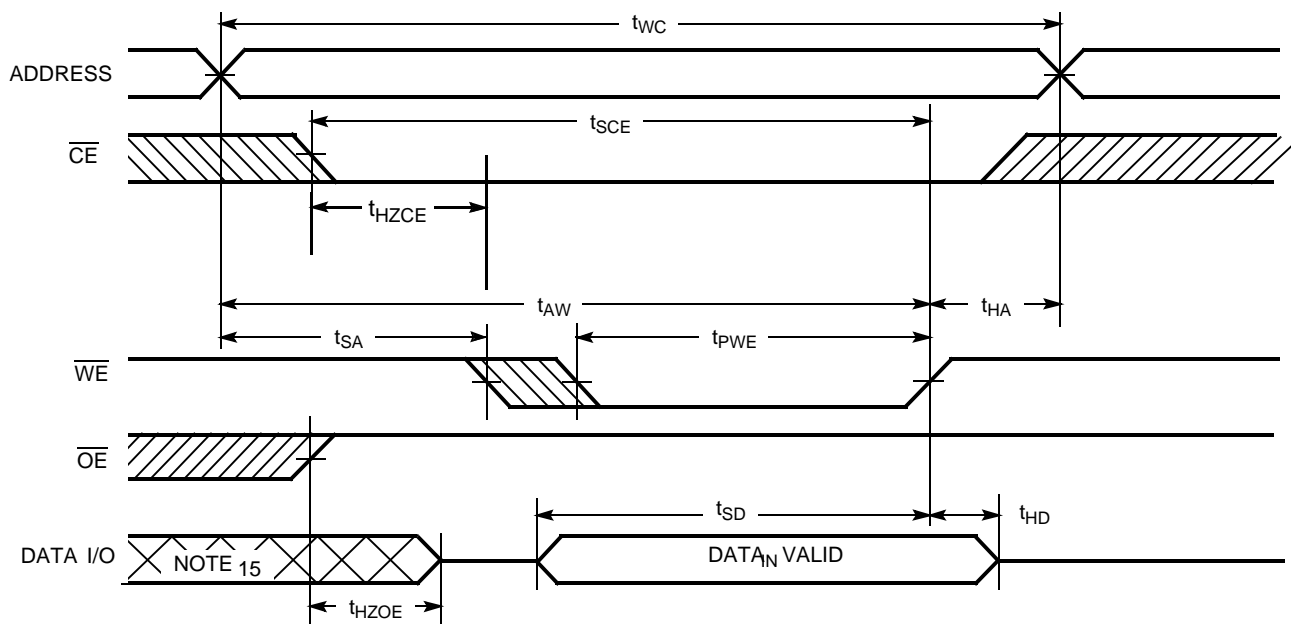 tWC
ADDRESS
tSCE
CE
tHZCE
tAW
tHA
tSA
tPWE
WE
OE
tSD
tHD
DATA I/O
NOTE 15
DATAIN VALID
tHZOE